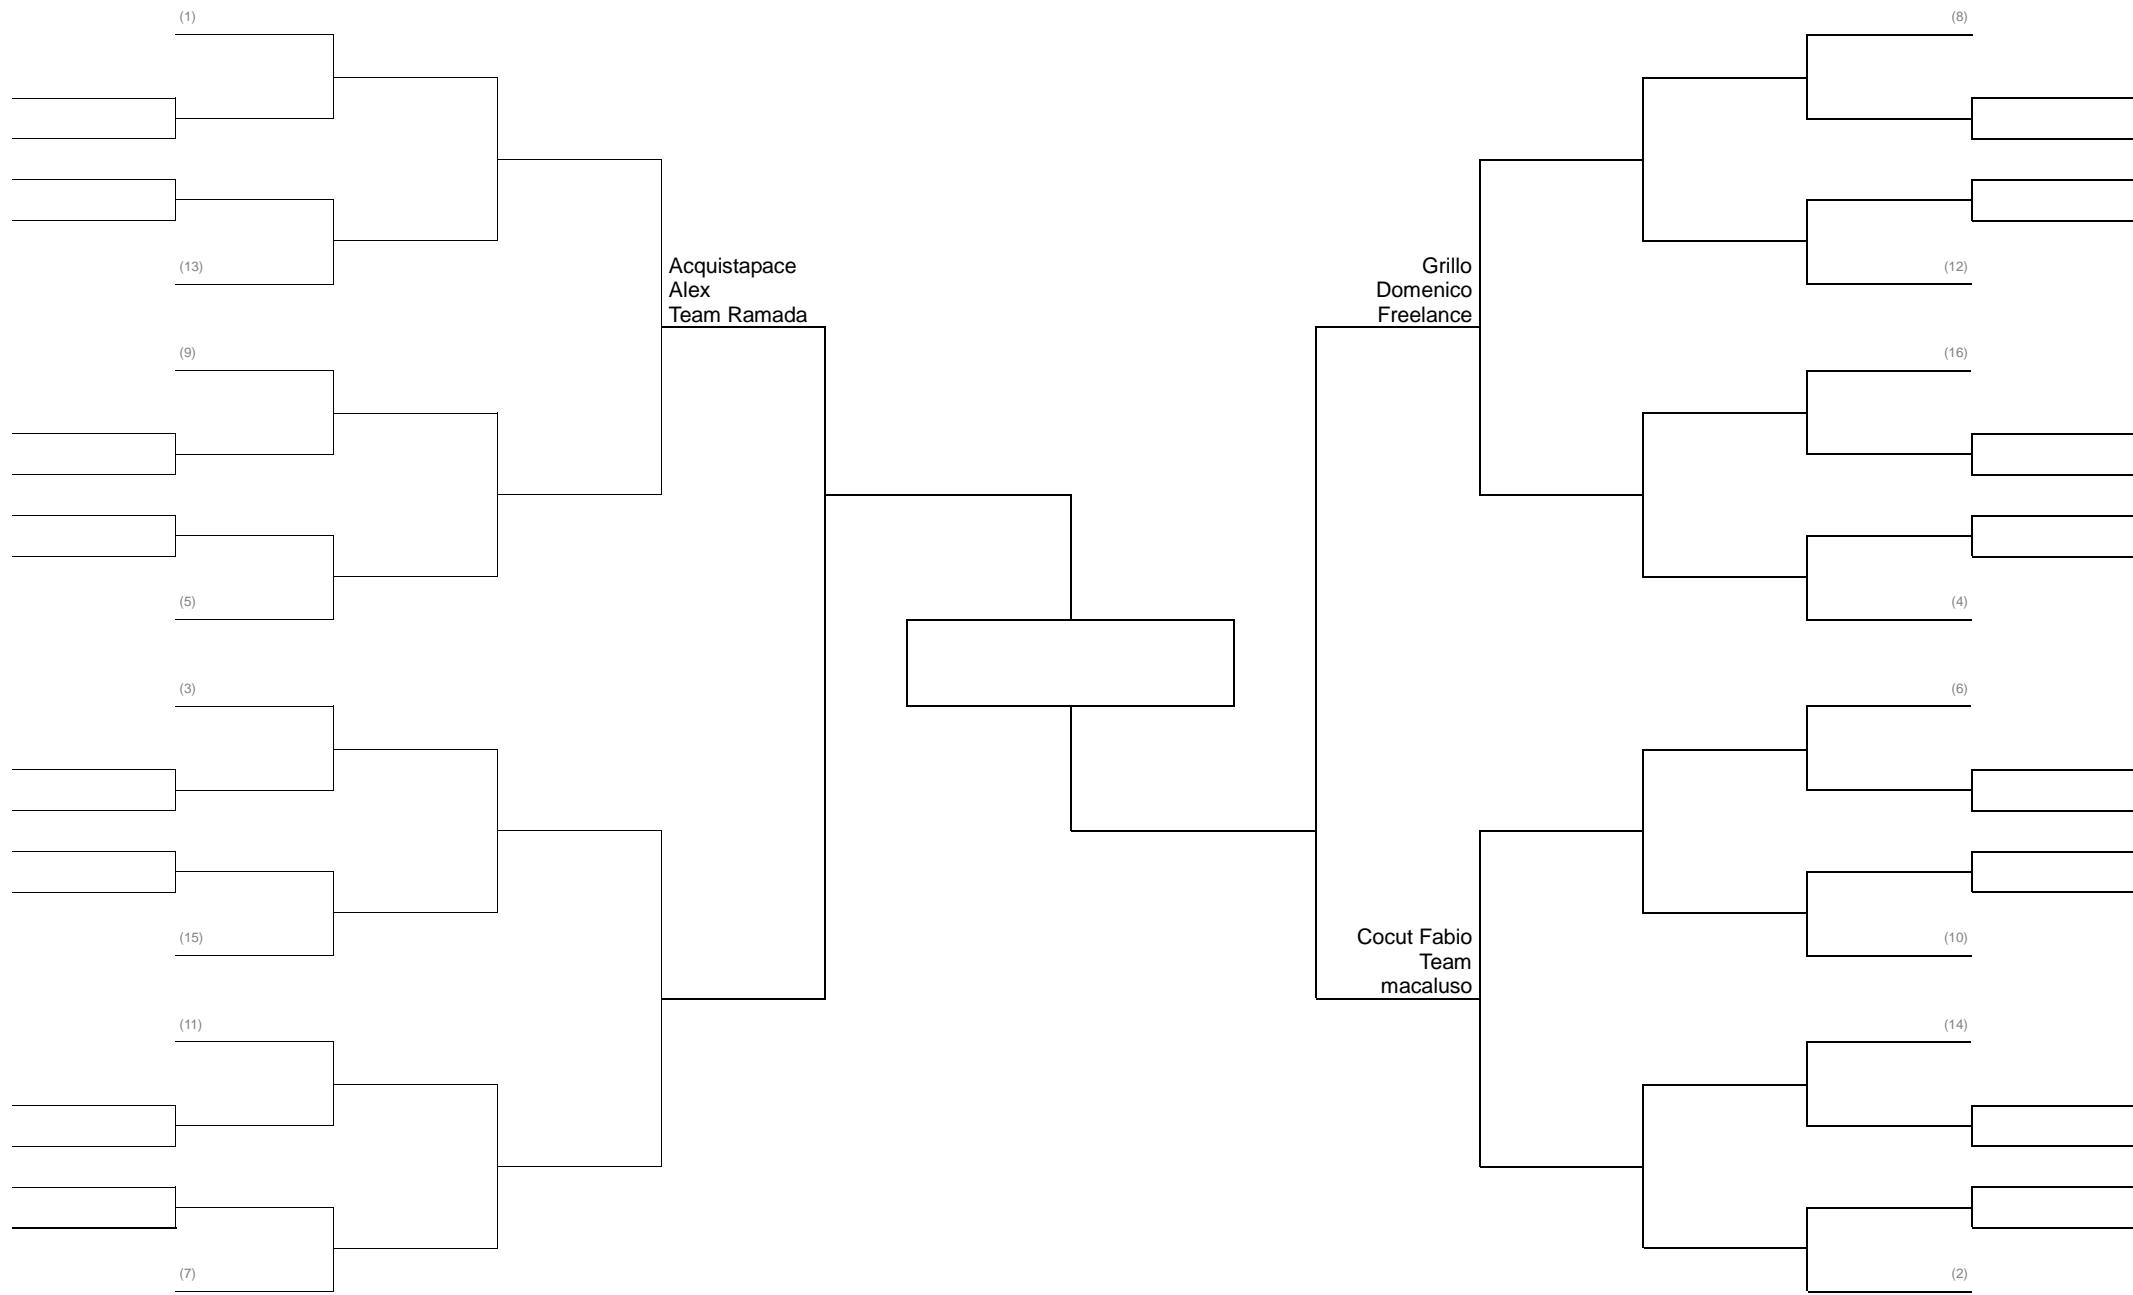 (1)
(8)
(13)
(12)
Acquistapace
Alex
Team Ramada
Grillo
Domenico
Freelance
(9)
(16)
(5)
(4)
(3)
(6)
(15)
(10)
Cocut Fabio
Team
macaluso
(11)
(14)
(7)
(2)